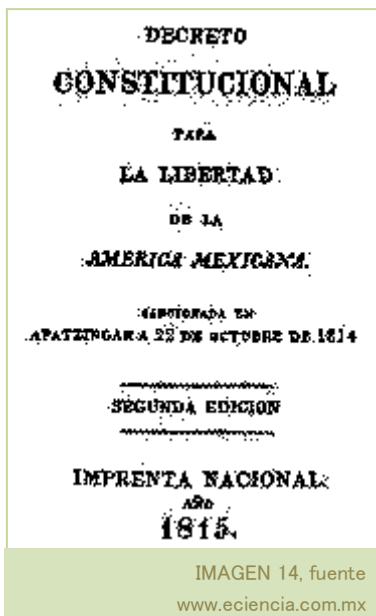 DECRETO
CONSTITUCIONAL
PARA
LA LIBERTAD
DE LA
AMERICA MEXICANA.
SANCIONADA EN
APATZINGAN A 22 DE OCTUBRE DE 1814
SEGUNDA EDICION
IMPRENTA NACIONAL
AÑO
1815.
IMAGEN 14, fuente
www.eciencia.com.mx